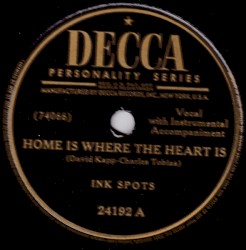 DECCA
PERSONALITY SERIES
MANUFACTURED BY DECCA RECORDS, INC., NEW YORK, U.S.A.
(74066)
Vocal
with Instrumental
Accompaniment
HOME IS WHERE THE HEART IS
(David Kapp-Charles Tobias)
INK SPOTS
24192 A